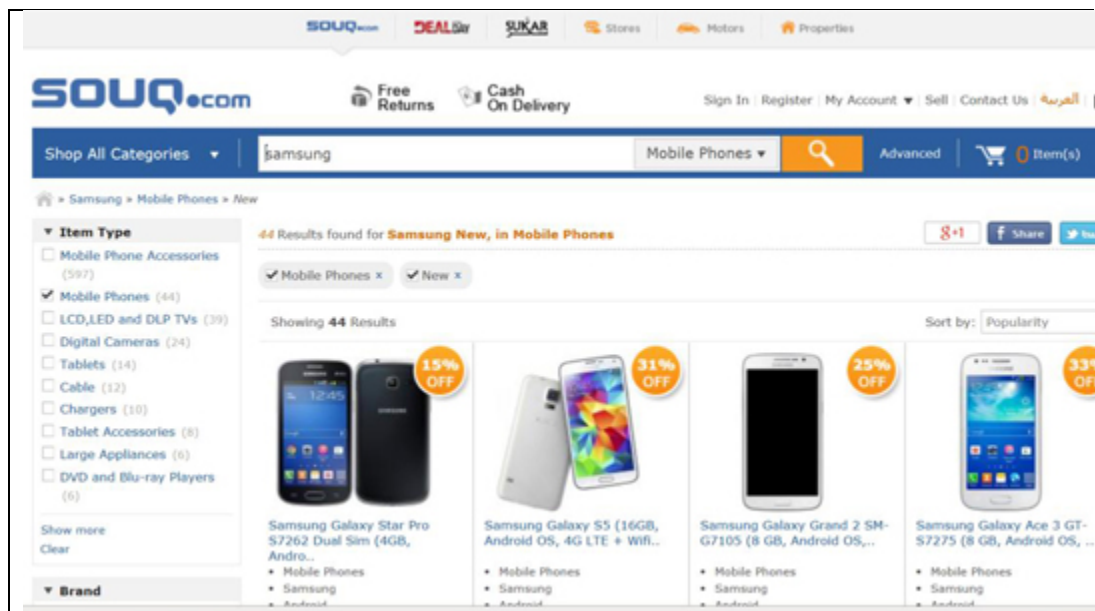 SOUQ.com DEAL SUKAR Stores Motors Properties
SOUQ.com
Free Returns
Cash On Delivery
Sign In Register My Account ▼ Sell Contact Us العربية
Shop All Categories ▼ samsung Mobile Phones ▼ Advanced 0 Item(s)
» Samsung » Mobile Phones » New
▼ Item Type
Mobile Phone Accessories
(597)
Mobile Phones (44)
LCD,LED and DLP TVs (39)
Digital Cameras (24)
Tablets (14)
Cable (12)
Chargers (10)
Tablet Accessories (8)
Large Appliances (6)
DVD and Blu-ray Players
(6)
Show more
Clear
▼ Brand
44 Results found for Samsung New, in Mobile Phones
g+1 f Share
Mobile Phones x New x
Showing 44 Results
Sort by: Popularity
15%
OFF
SAMSUNG
12:45
Samsung Galaxy Star Pro
S7262 Dual Sim (4GB,
Andro..
• Mobile Phones
• Samsung
• Android
31%
OFF
Samsung Galaxy S5 (16GB,
Android OS, 4G LTE + Wifi..
• Mobile Phones
• Samsung
• Android
25%
OFF
Samsung Galaxy Grand 2 SM-
G7105 (8 GB, Android OS,..
• Mobile Phones
• Samsung
• Android
33%
Samsung Galaxy Ace 3 GT-
S7275 (8 GB, Android OS, ..
• Mobile Phones
• Samsung
• Android